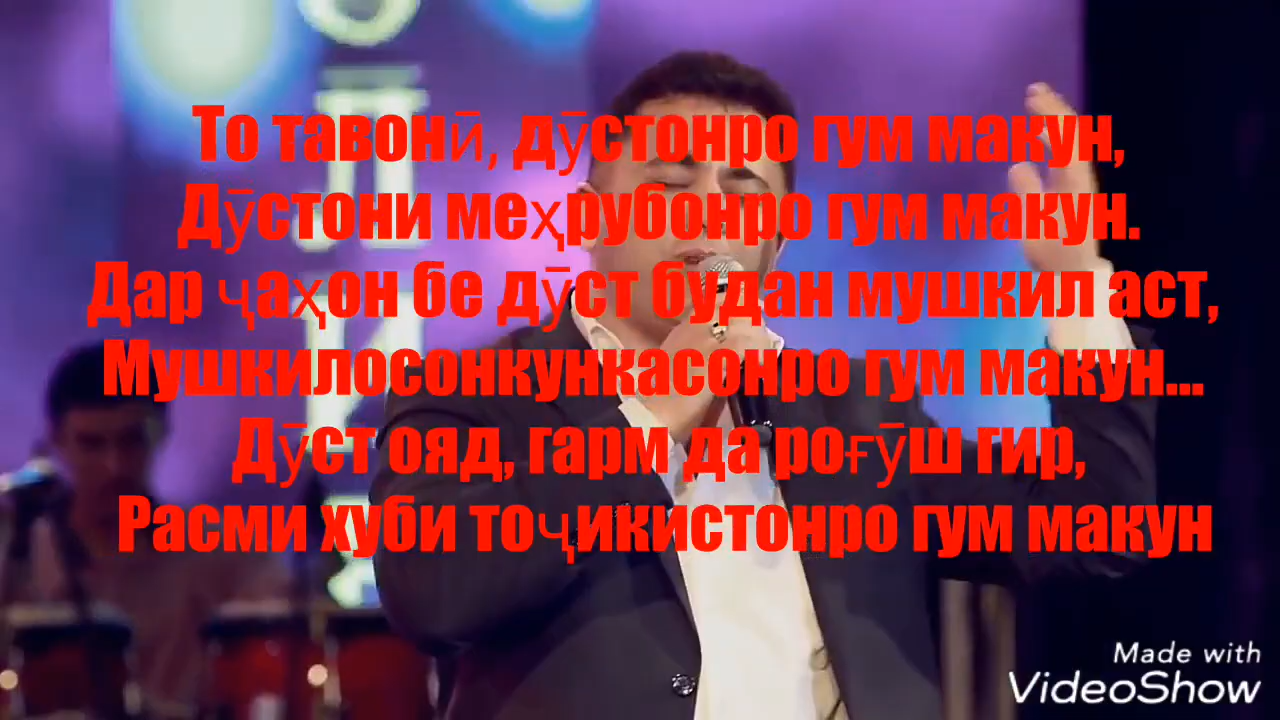 То тавонӣ, дӯстонро гум макун,
Дӯстони меҳрубонро гум макун.
Дар ҷаҳон бе дӯст будан мушкил аст,
Мушкилосонкункасонро гум макун...
Дӯст ояд, гарм да роғӯш гир,
Расми хуби тоҷикистонро гум макун
Made with
VideoShow